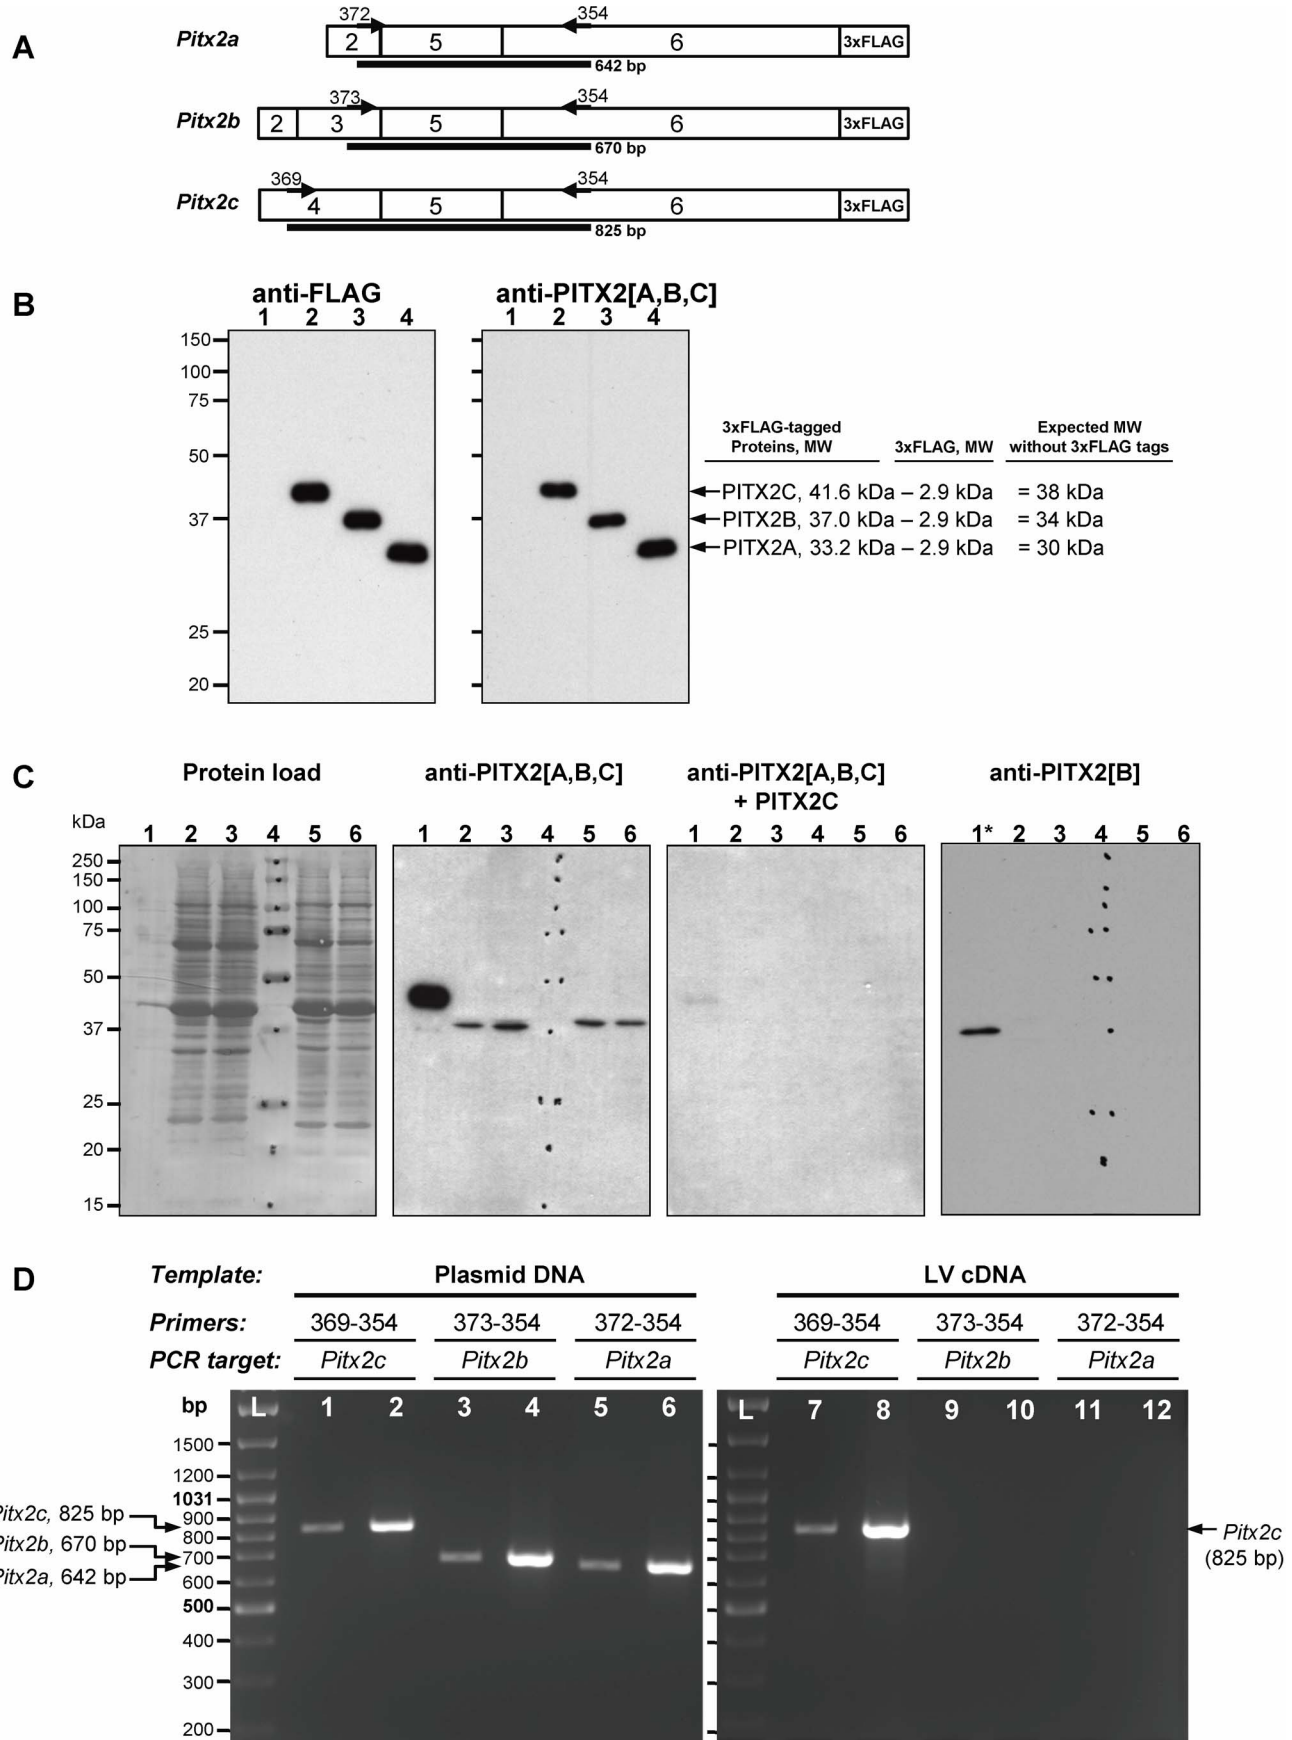 A
Pitx2a
372
354
2
5
6
3xFLAG
642 bp
Pitx2b
373
354
2
3
5
6
3xFLAG
670 bp
Pitx2c
369
354
4
5
6
3xFLAG
825 bp
B
anti-FLAG
anti-PITX2[A,B,C]
1 2 3 4
1 2 3 4
150
100
75
50
37
25
20
3xFLAG-tagged
Proteins, MW
3xFLAG, MW
Expected MW
without 3xFLAG tags
PITX2C, 41.6 kDa – 2.9 kDa = 38 kDa
PITX2B, 37.0 kDa – 2.9 kDa = 34 kDa
PITX2A, 33.2 kDa – 2.9 kDa = 30 kDa
C
Protein load
anti-PITX2[A,B,C]
anti-PITX2[A,B,C]
+ PITX2C
anti-PITX2[B]
kDa
1 2 3 4 5 6
1 2 3 4 5 6
1 2 3 4 5 6
1* 2 3 4 5 6
250
150
100
75
50
37
25
20
15
D
Template: Plasmid DNA LV cDNA
Primers: 369-354 373-354 372-354 369-354 373-354 372-354
PCR target: Pitx2c Pitx2b Pitx2a Pitx2c Pitx2b Pitx2a
bp L 1 2 3 4 5 6 L 7 8 9 10 11 12
1500
1200
1031
900
800
700
600
500
400
300
200
Pitx2c, 825 bp
Pitx2b, 670 bp
Pitx2a, 642 bp
Pitx2c
(825 bp)